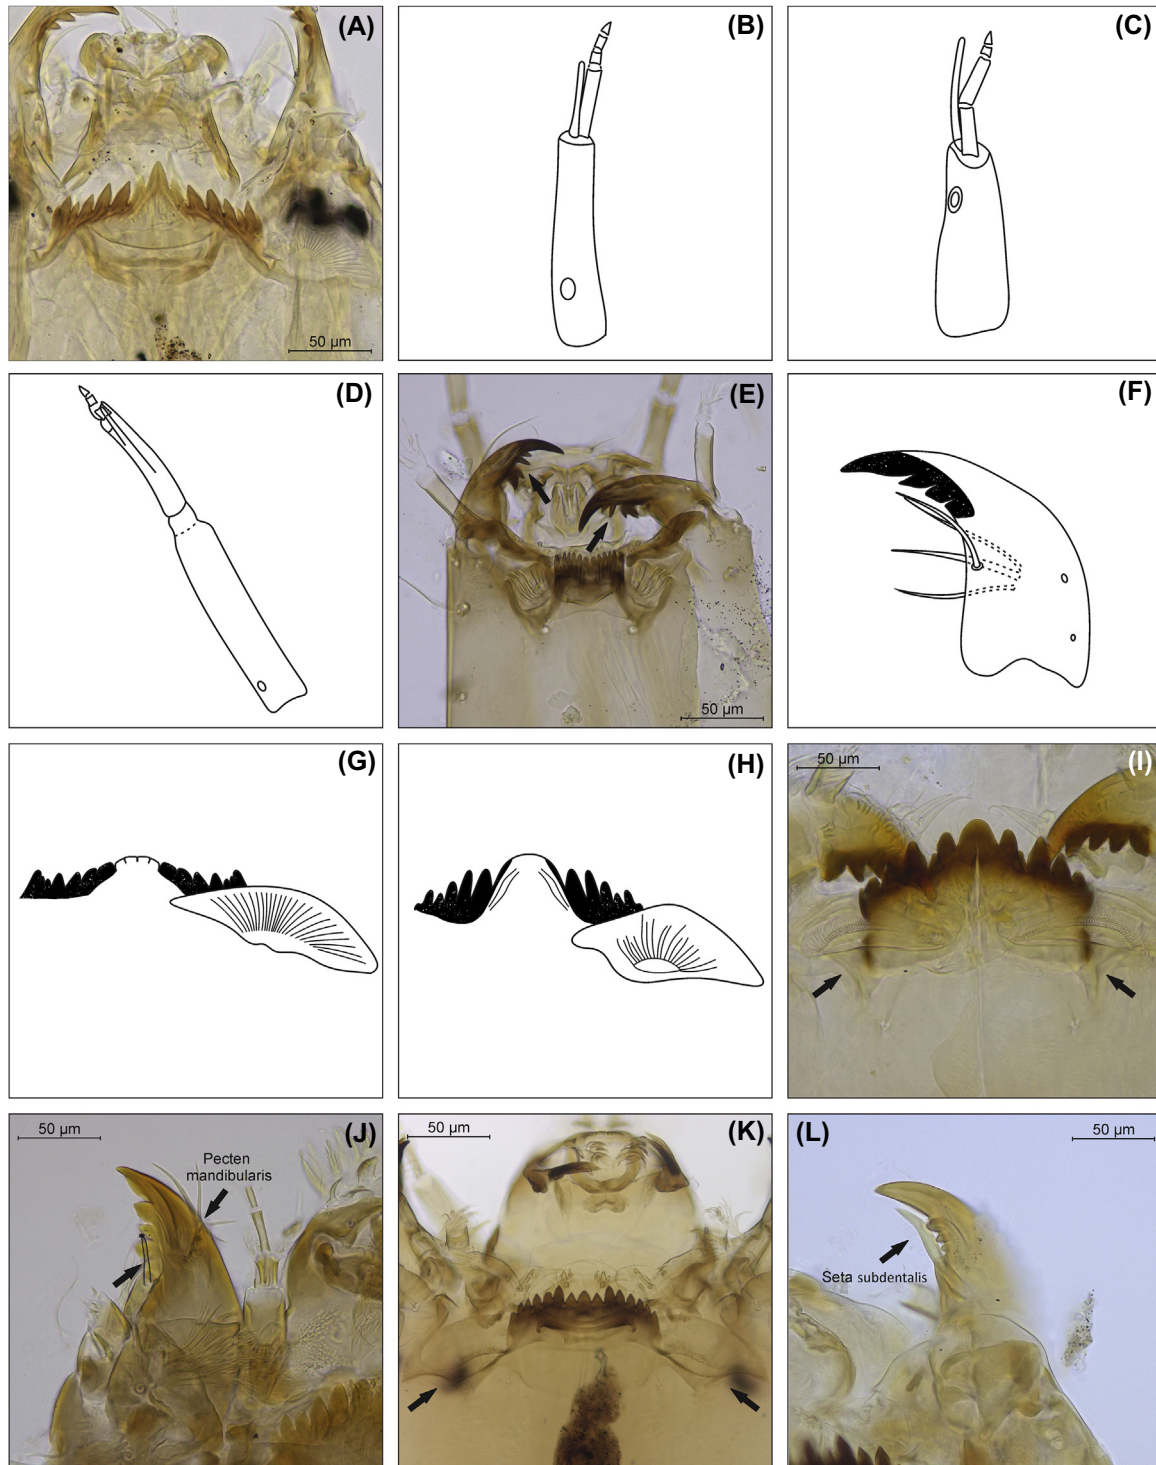 (A)
50 µm
(B)
(C)
(D)
(E)
50 µm
(F)
(G)
(H)
50 µm
(I)
50 µm
(J)
Pecten
mandibularis
50 µm
(K)
(L)
50 µm
Seta subdentalis